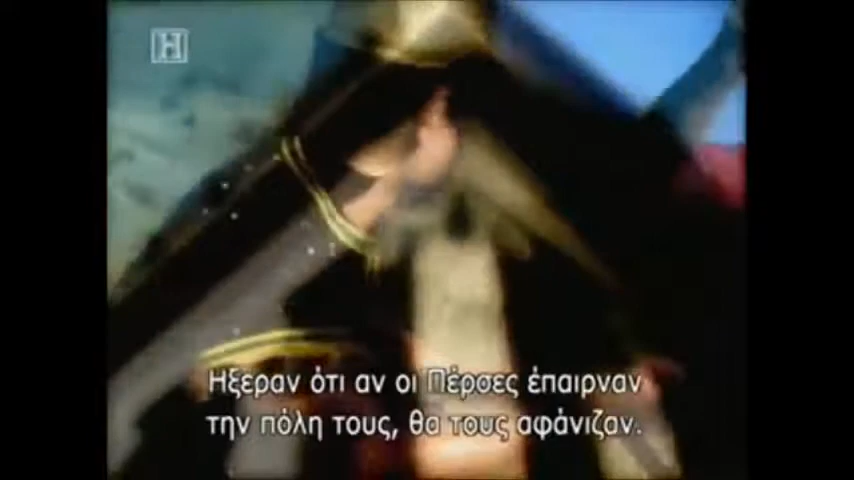 H
Ηξεραν ότι αν οι Πέρσες έπαιρναν
την πόλη τους, θα τους αφάνιζαν.